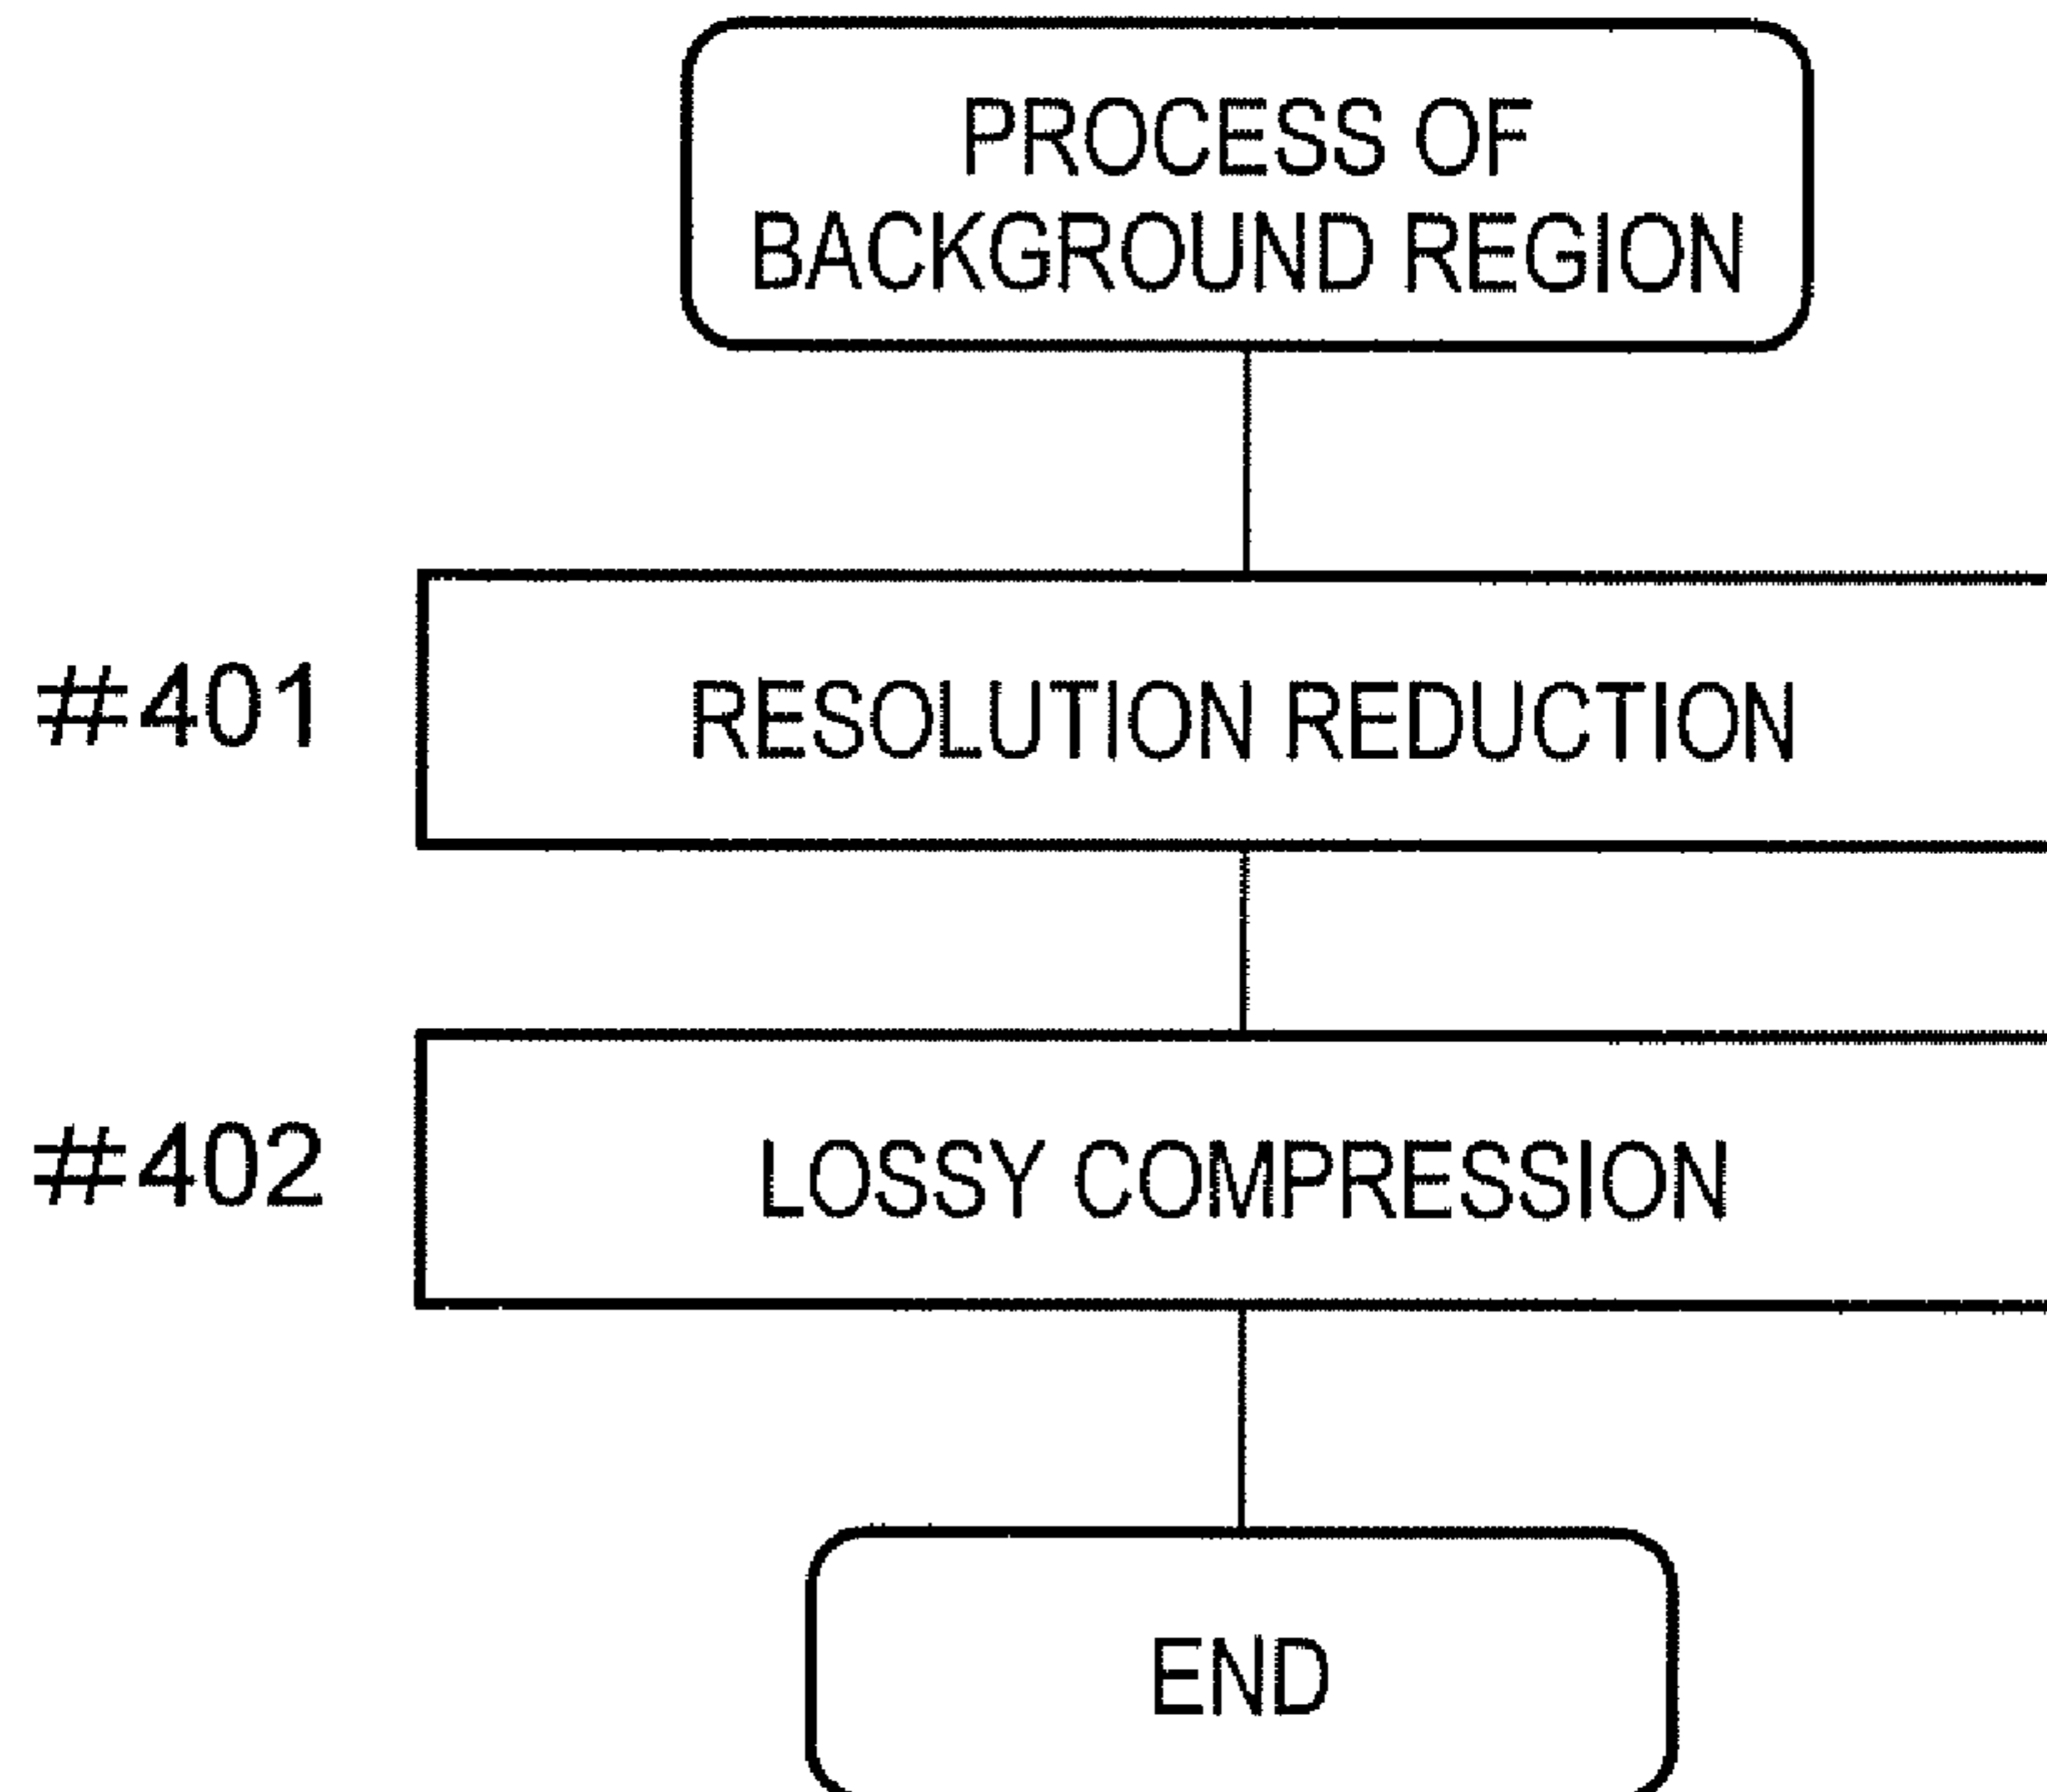 PROCESS OF
BACKGROUND REGION
#401
RESOLUTION REDUCTION
#402
LOSSY COMPRESSION
END